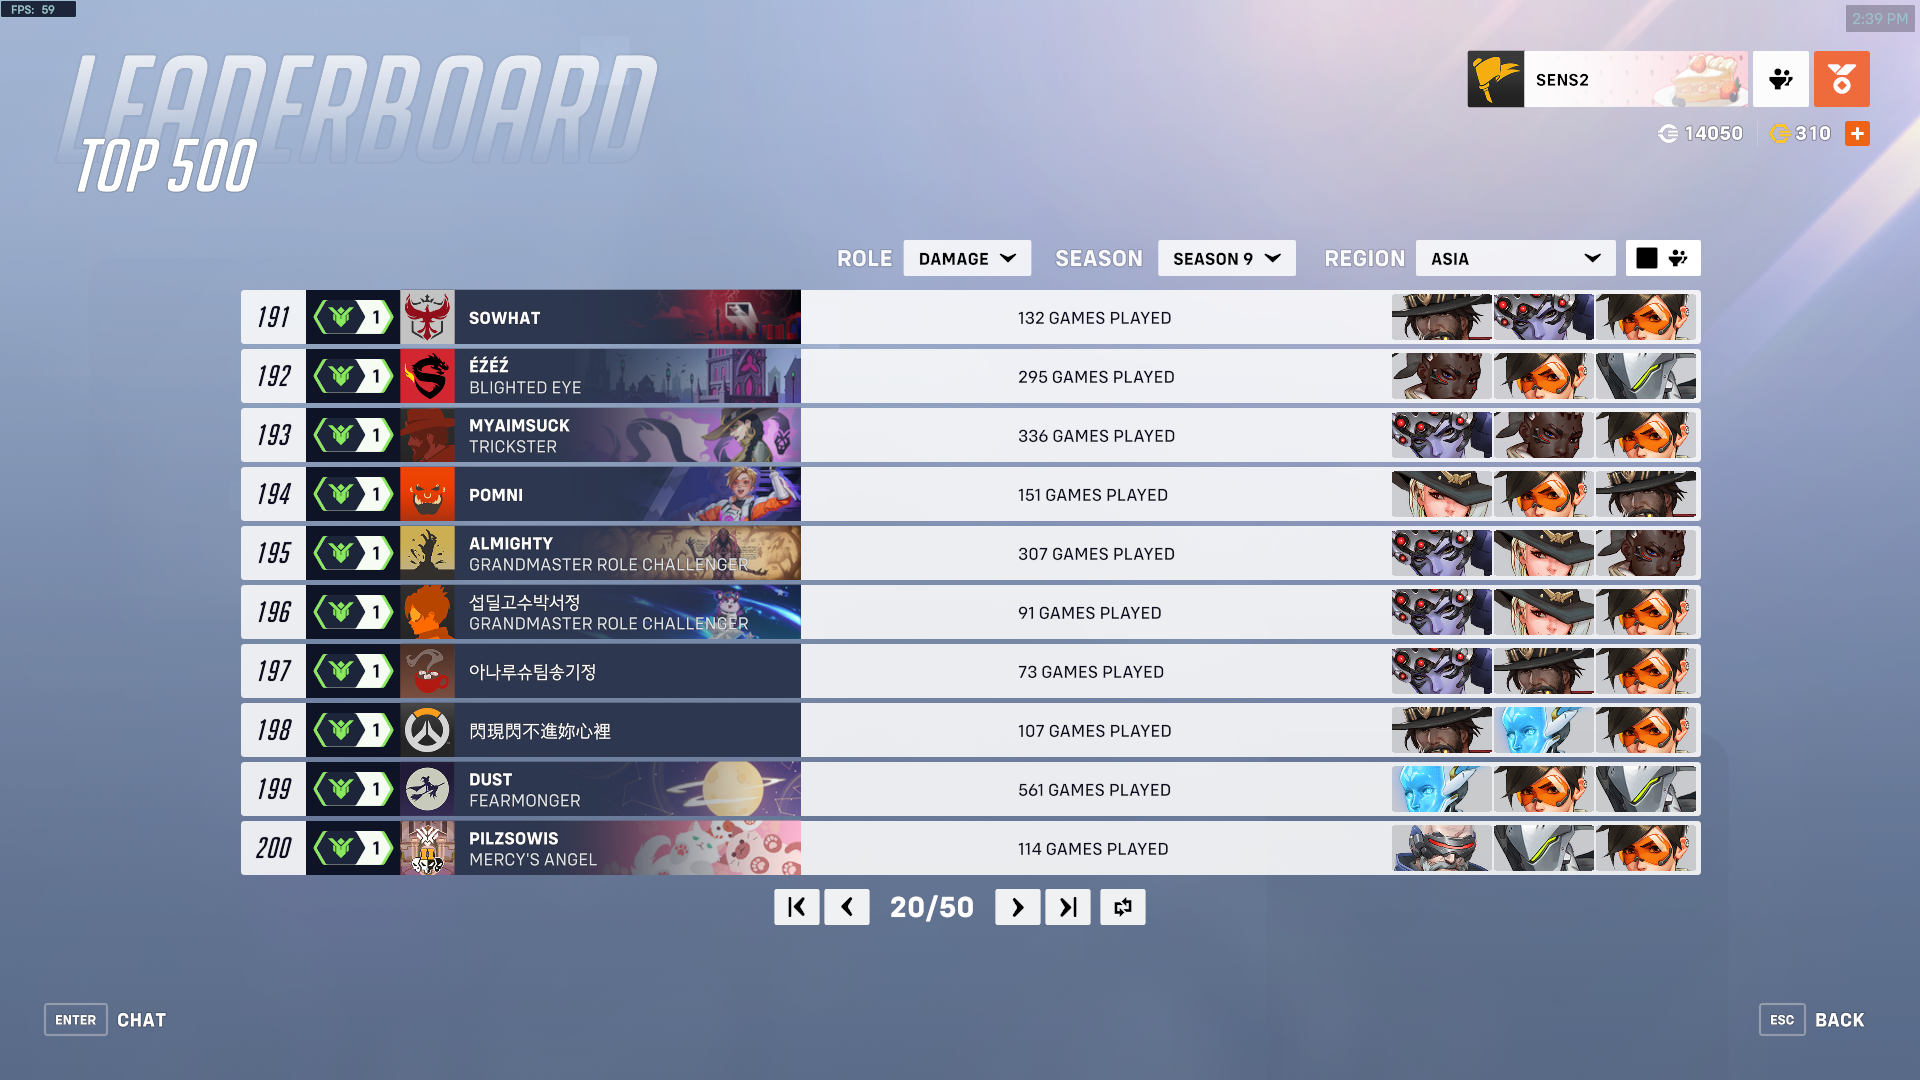 FPS: 59
2:39 PM
LEADERBOARD
TOP 500
SENS2
14050
310
ROLE DAMAGE SEASON SEASON 9 REGION ASIA
191 1 SOWHAT 132 GAMES PLAYED
192 1 ÉŹÉŹ 295 GAMES PLAYED
BLIGHTED EYE
193 1 MYAIMSUCK 336 GAMES PLAYED
TRICKSTER
194 1 POMNI 151 GAMES PLAYED
195 1 ALMIGHTY 307 GAMES PLAYED
GRANDMASTER ROLE CHALLENGER
196 1 섭딜고수박서정 91 GAMES PLAYED
GRANDMASTER ROLE CHALLENGER
197 1 아나루슈팀송기정 73 GAMES PLAYED
198 1 閃現閃不進妳心裡 107 GAMES PLAYED
199 1 DUST 561 GAMES PLAYED
FEARMONGER
200 1 PILZSOWIS 114 GAMES PLAYED
MERCY'S ANGEL
20/50
ENTER CHAT
ESC BACK